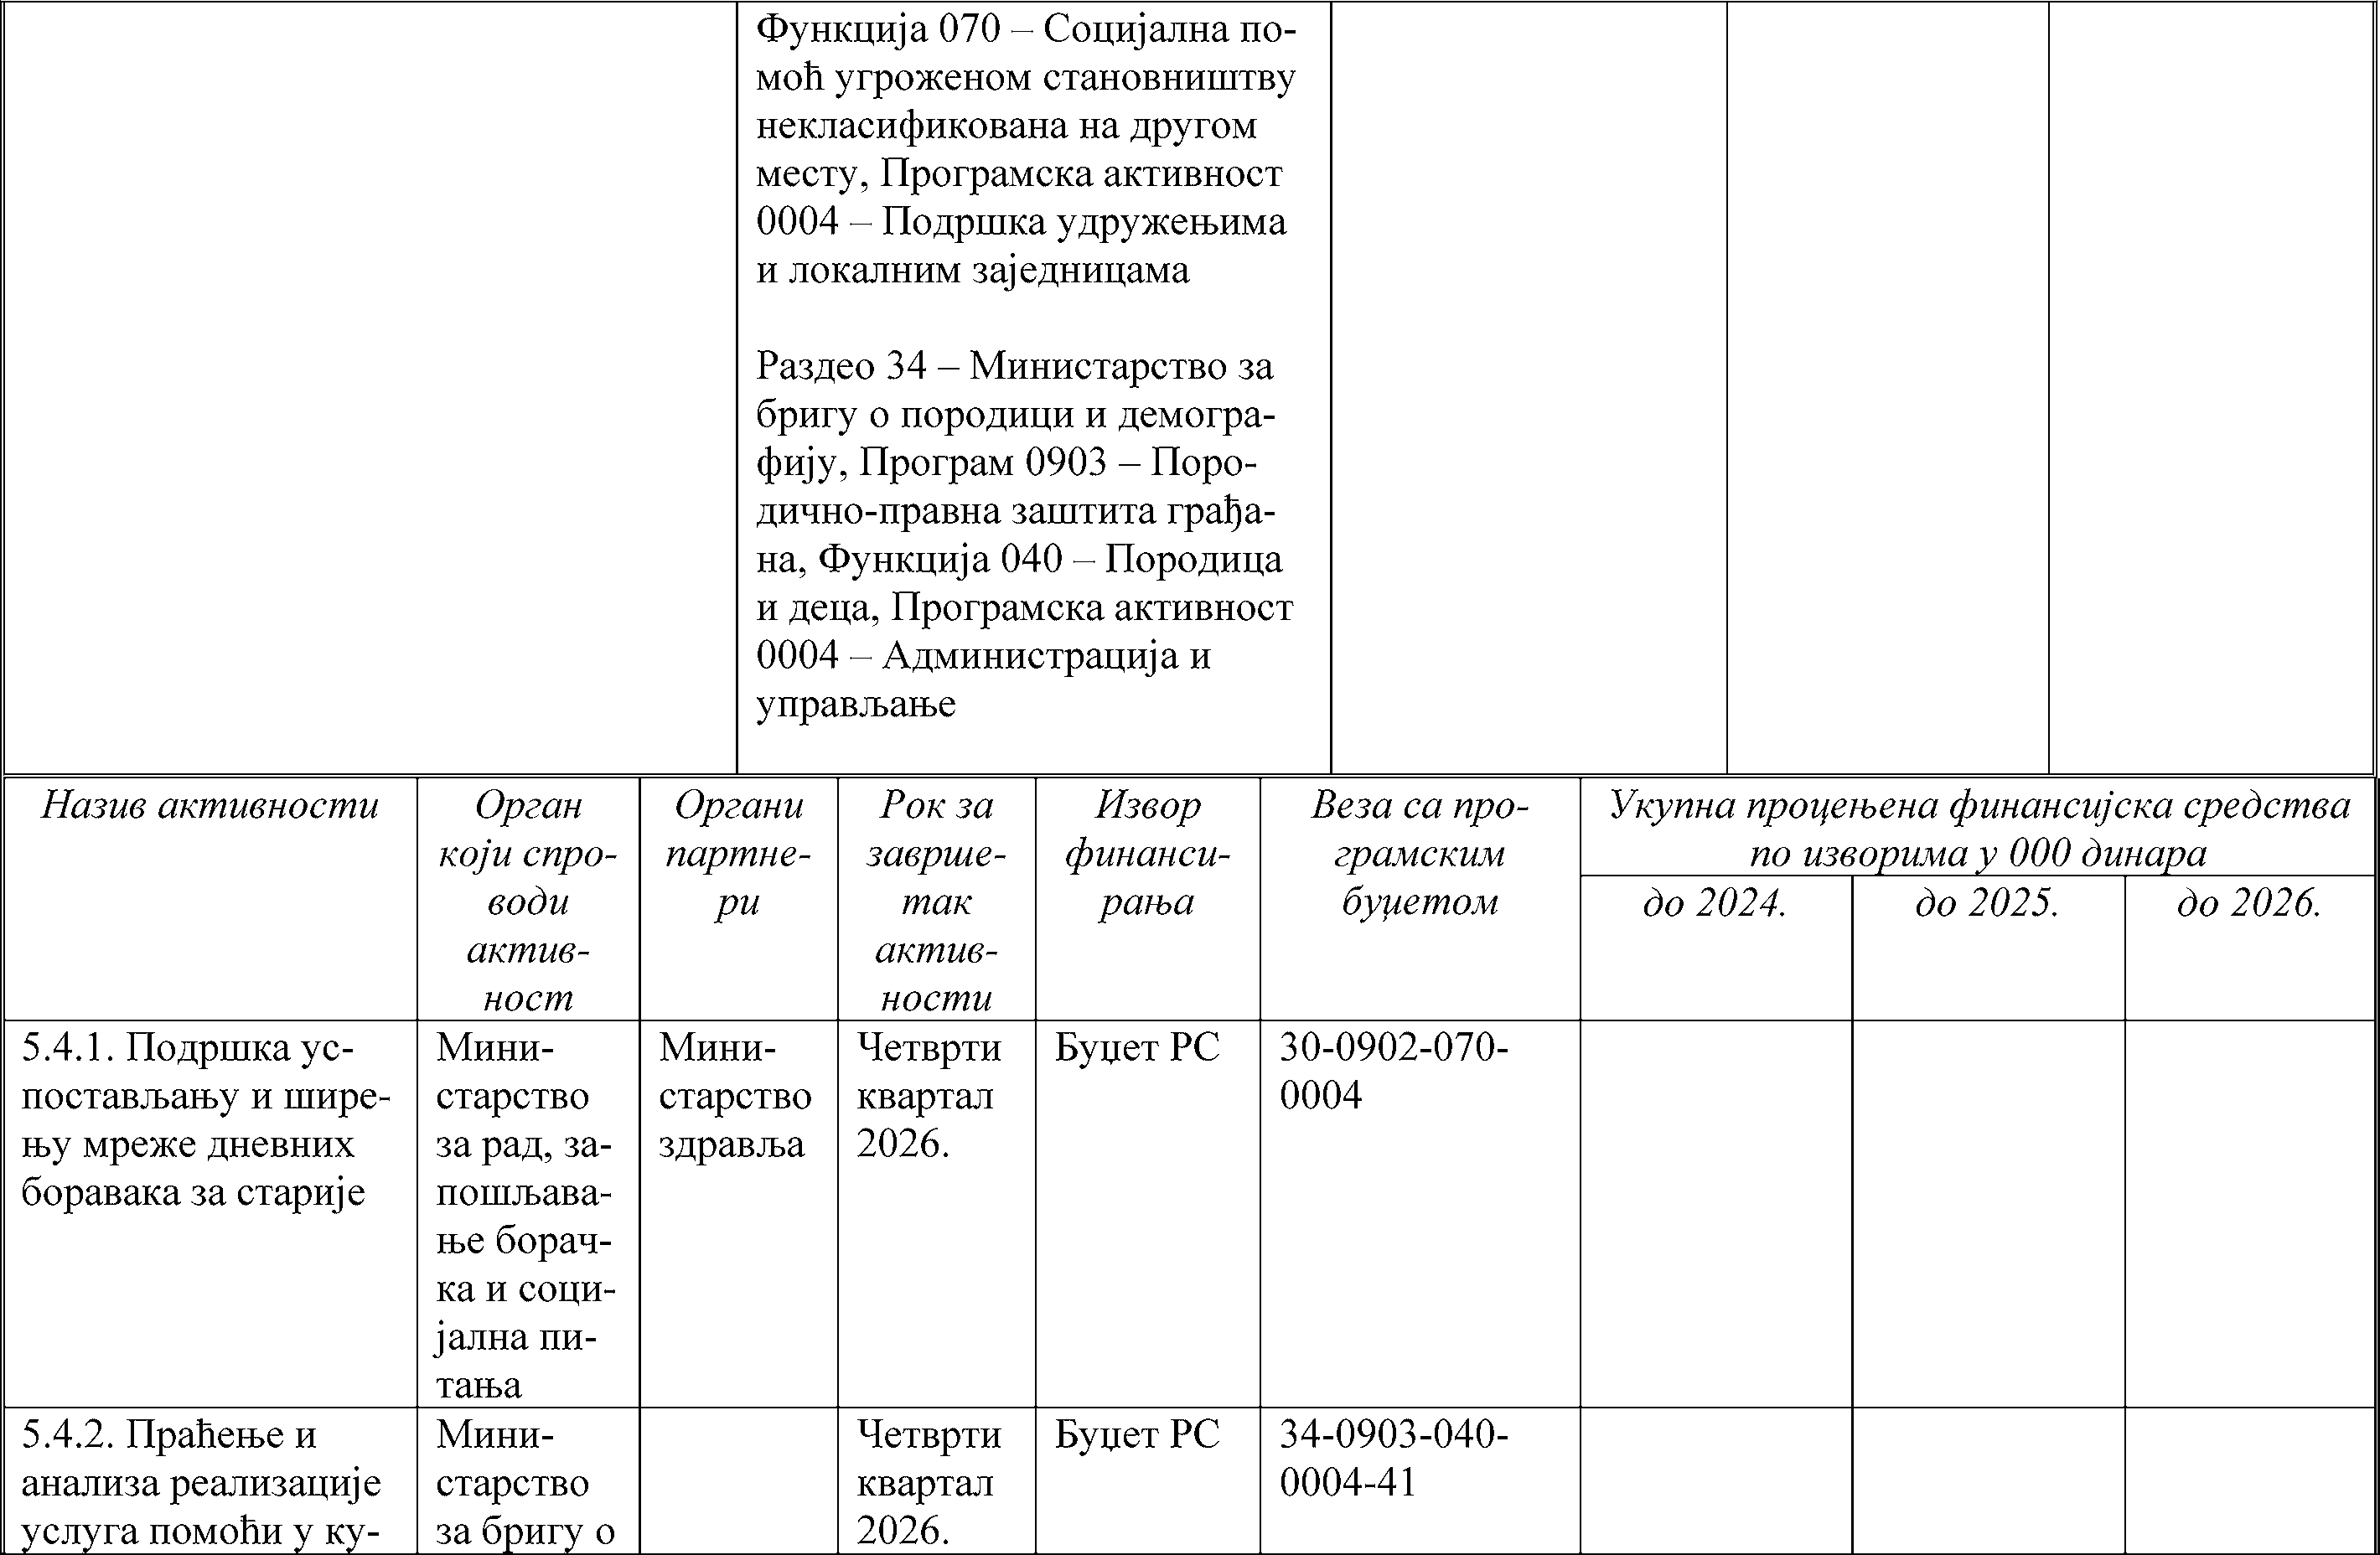 Функција 070 – Социјална по-
моћ угроженом становништву
некласификована на другом
месту, Програмска активност
0004 – Подршка удружењима
и локалним заједницама
Раздео 34 – Министарство за
бригу о породици и демогра-
фију, Програм 0903 – Поро-
дично-правна заштита грађа-
на, Функција 040 – Породица
и деца, Програмска активност
0004 – Администрација и
управљање
Назив активности
Орган
који спро-
води
актив-
ност
Органи
партне-
ри
Рок за
заврше-
так
актив-
ности
Извор
финанси-
рања
Веза са про-
грамским
буџетом
Укупна процењена финансијска средства
по изворима у 000 динара
до 2024.
до 2025.
до 2026.
5.4.1. Подршка ус-
постављању и шире-
њу мреже дневних
боравака за старије
Мини-
старство
за рад, за-
пошљава-
ње борач-
ка и соци-
јална пи-
тања
Мини-
старство
здравља
Четврти
квартал
2026.
Буџет РС
30-0902-070-
0004
5.4.2. Праћење и
анализа реализације
услуга помоћи у ку-
Мини-
старство
за бригу о
Четврти
квартал
2026.
Буџет РС
34-0903-040-
0004-41